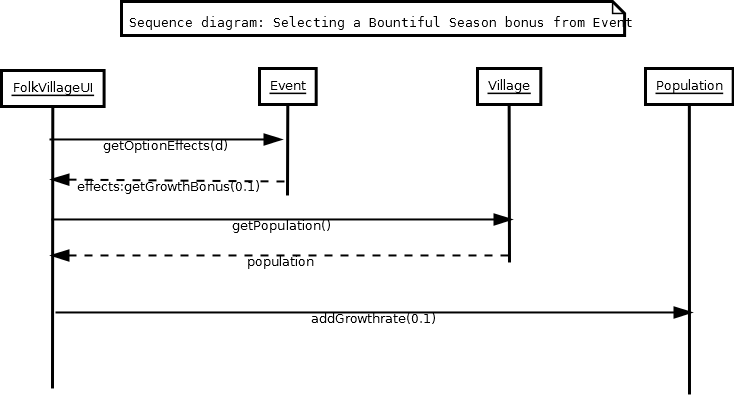 Sequence diagram: Selecting a Bountiful Season bonus from Event
FolkVillageUI
Event
Village
Population
getOptionEffects(d)
effects:getGrowthBonus(0.1)
getPopulation()
population
addGrowthrate(0.1)